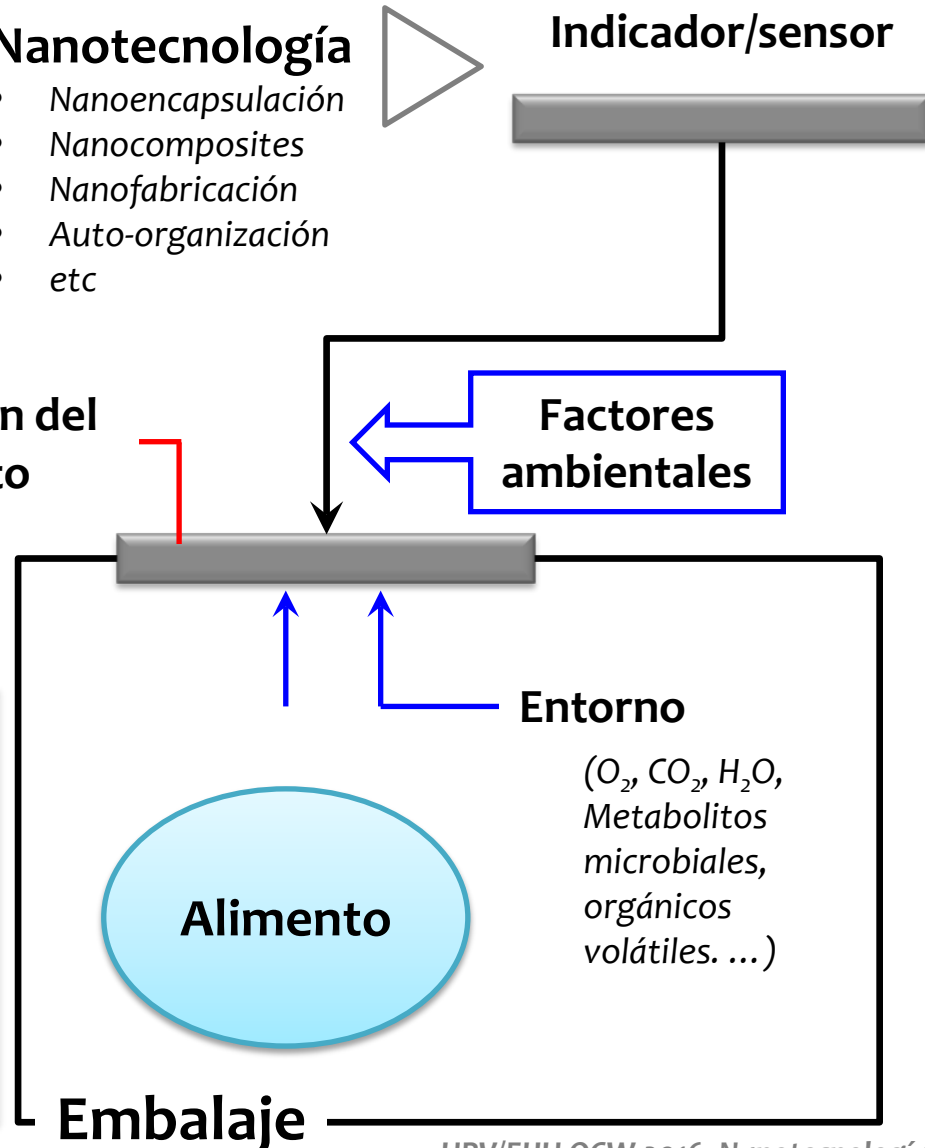 Nanotecnología
• Nanoencapsulación
• Nanocomposites
• Nanofabricación
• Auto-organización
• etc
Indicador/sensor
del
Factores
ambientales
Entorno
(O₂, CO₂, H₂O,
Metabolitos
microbiales,
orgánicos
volátiles. …)
Alimento
Embalaje